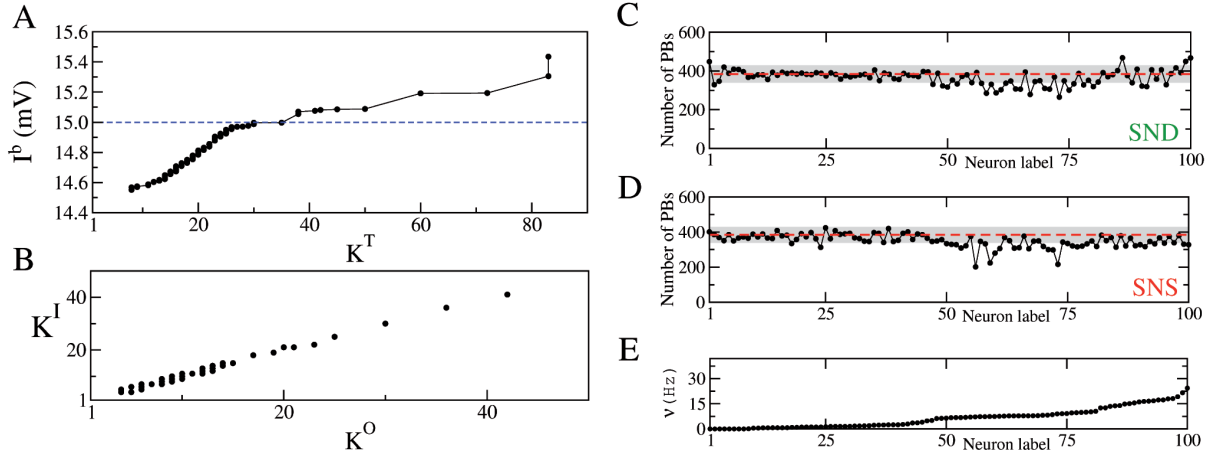 A
15.6
15.4
15.2
15.0
14.8
14.6
14.4
I^b (mV)
1 20 40 60 80
K^T
B
40
20
1
K^I
1 20 40
K^O
C
600
400
200
0
Number of PBs
SND
1 25 50 75 100
Neuron label
D
600
400
200
0
Number of PBs
SNS
1 25 50 75 100
Neuron label
E
30
15
0
ν (Hz)
1 25 50 75 100
Neuron label